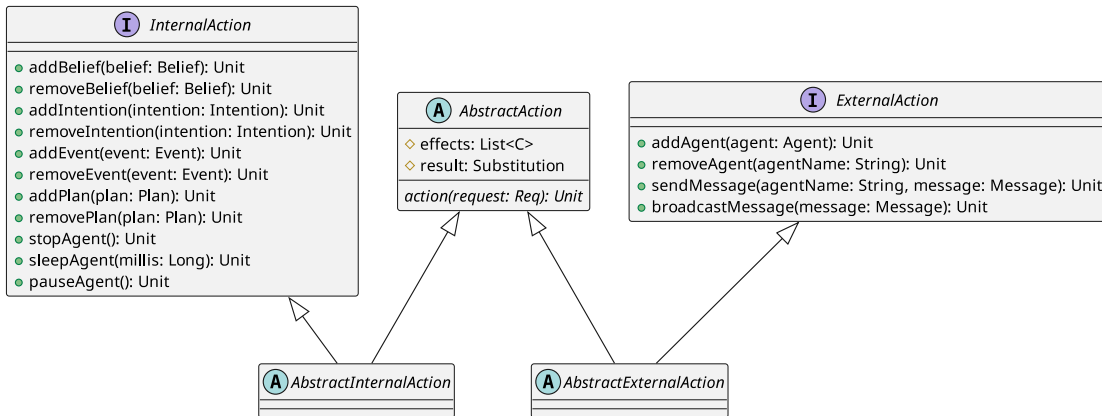 I InternalAction
addBelief(belief: Belief): Unit
removeBelief(belief: Belief): Unit
addIntention(intention: Intention): Unit
removeIntention(intention: Intention): Unit
addEvent(event: Event): Unit
removeEvent(event: Event): Unit
addPlan(plan: Plan): Unit
removePlan(plan: Plan): Unit
stopAgent(): Unit
sleepAgent(millis: Long): Unit
pauseAgent(): Unit
A AbstractAction
effects: List<C>
result: Substitution
action(request: Req): Unit
I ExternalAction
addAgent(agent: Agent): Unit
removeAgent(agentName: String): Unit
sendMessage(agentName: String, message: Message): Unit
broadcastMessage(message: Message): Unit
A AbstractInternalAction
A AbstractExternalAction